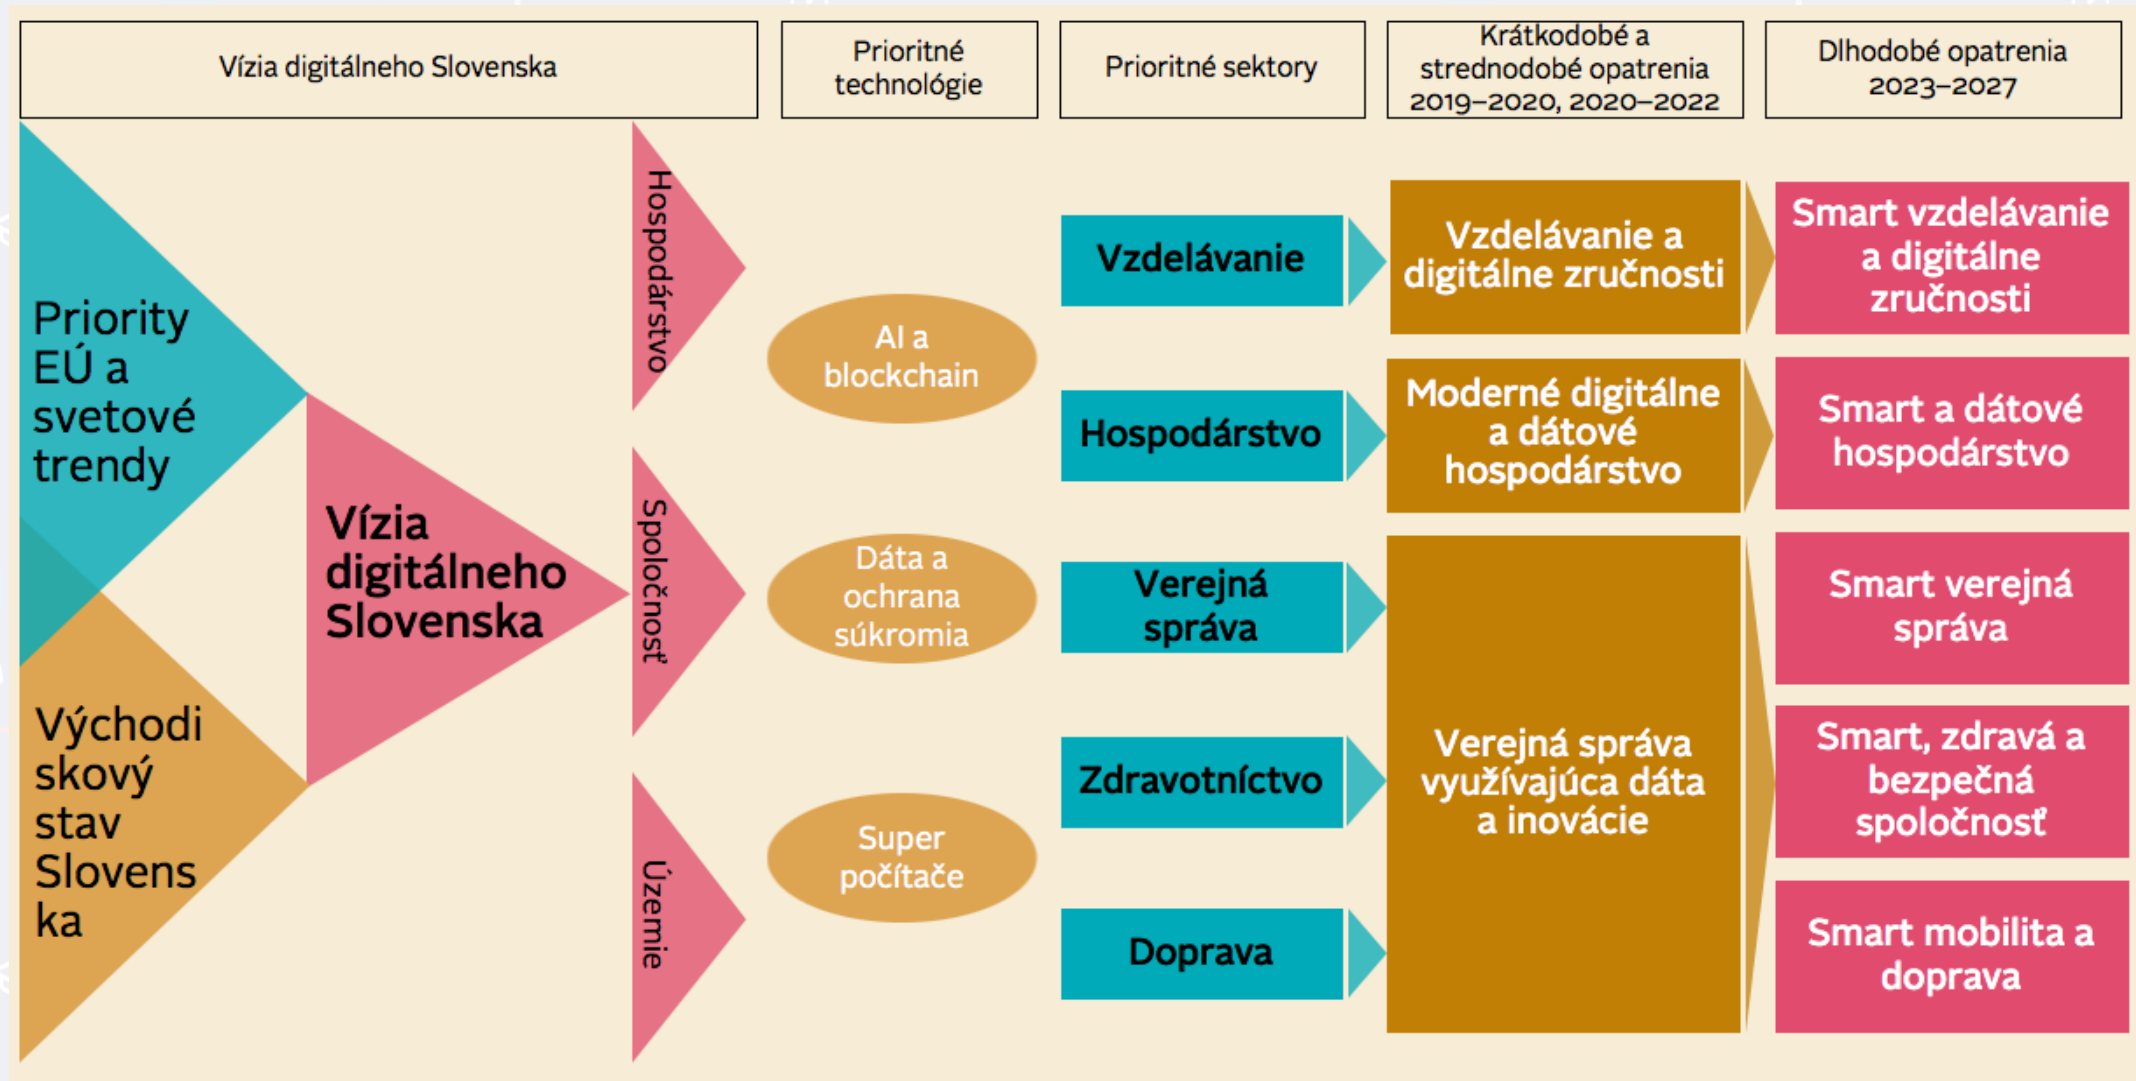 Vízia digitálneho Slovenska
Prioritné
technológie
Prioritné sektory
Krátkodobé a
strednodobé opatrenia
2019–2020, 2020–2022
Dlhodobé opatrenia
2023–2027
Priority
EÚ a
svetové
trendy
Východi
skový
stav
Slovens
ka
Vízia
digitálneho
Slovenska
Hospodárstvo
Spoločnosť
Územie
AI a
blockchain
Dáta a
ochrana
súkromia
Super
počítače
Vzdelávanie
Hospodárstvo
Verejná
správa
Zdravotníctvo
Doprava
Vzdelávanie a
digitálne zručnosti
Moderné digitálne
a dátové
hospodárstvo
Verejná správa
využívajúca dáta
a inovácie
Smart vzdelávanie
a digitálne
zručnosti
Smart a dátové
hospodárstvo
Smart verejná
správa
Smart, zdravá a
bezpečná
spoločnosť
Smart mobilita a
doprava